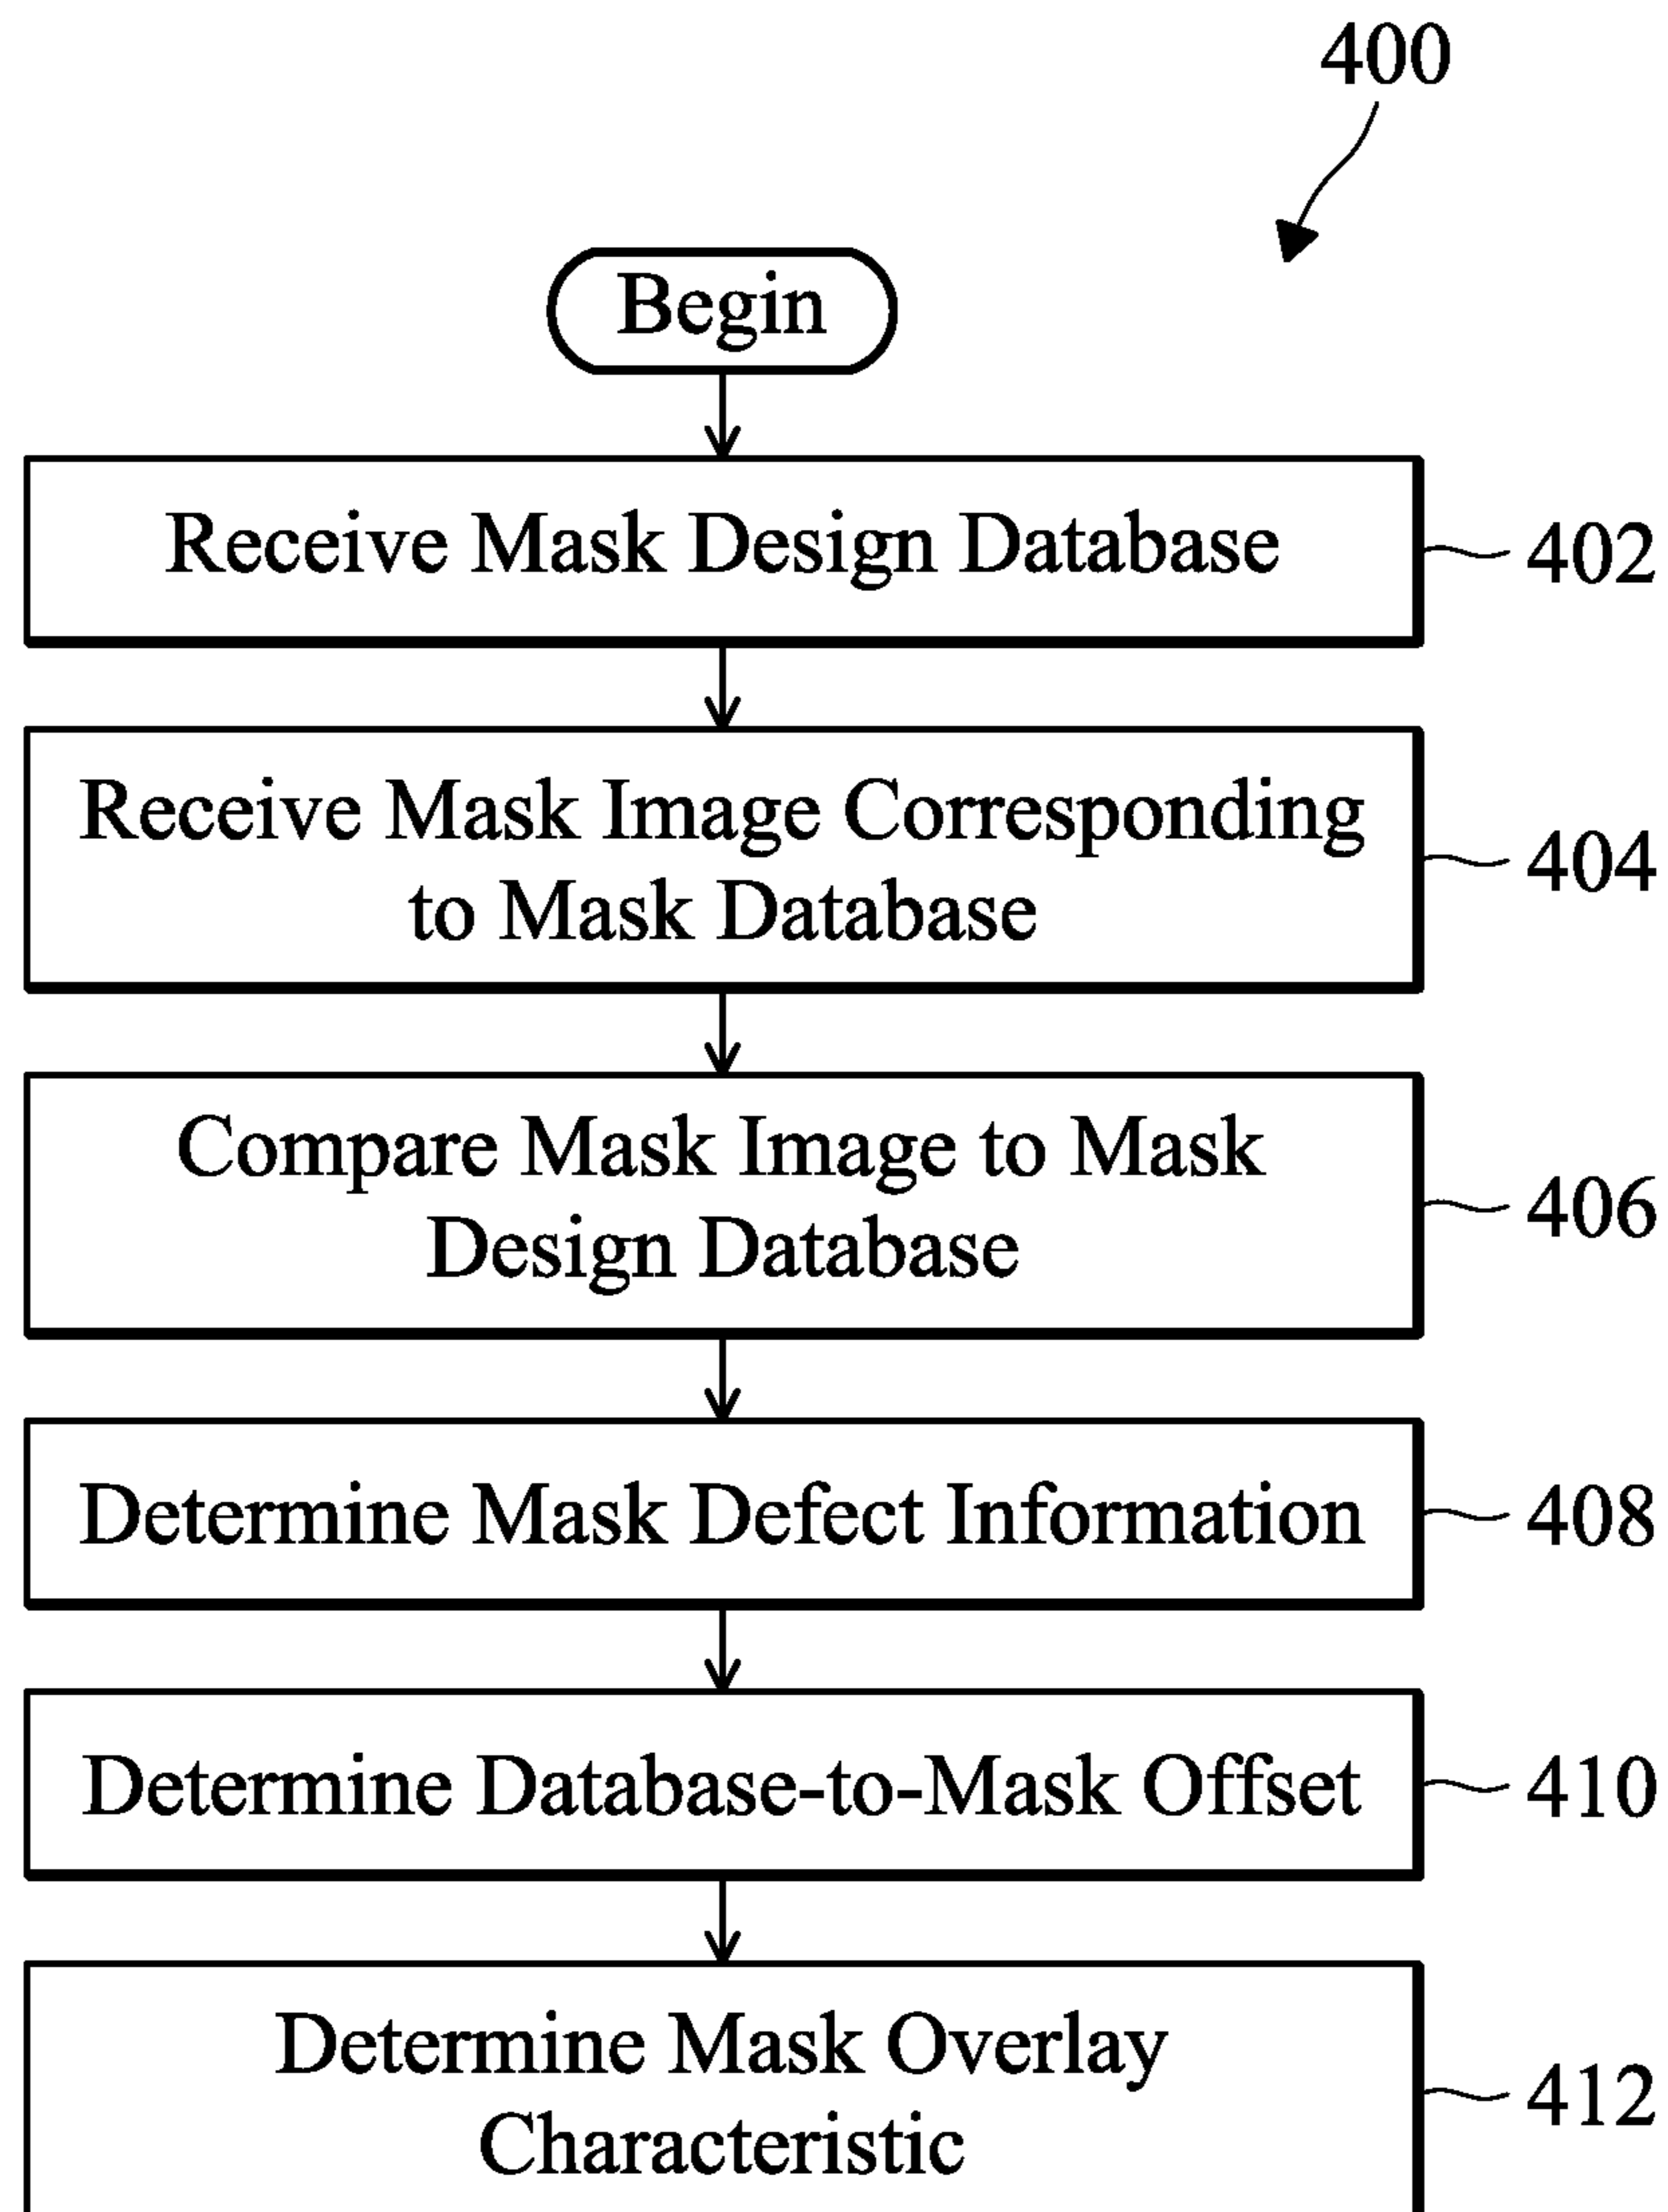 400
Begin
Receive Mask Design Database
402
Receive Mask Image Corresponding
to Mask Database
404
Compare Mask Image to Mask
Design Database
406
Determine Mask Defect Information
408
Determine Database-to-Mask Offset
410
Determine Mask Overlay
Characteristic
412